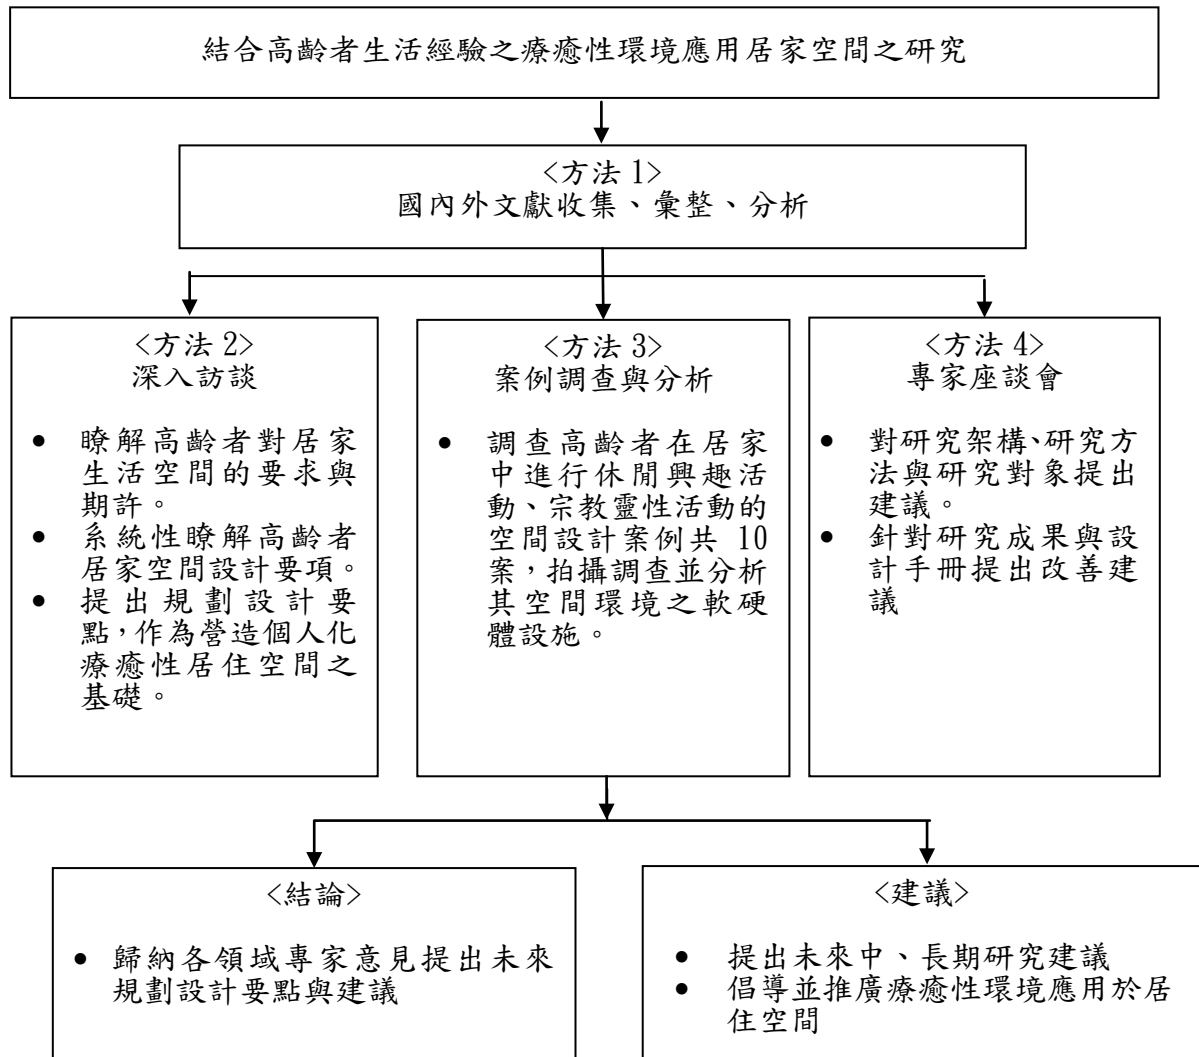 結合高齡者生活經驗之療癒性環境應用居家空間之研究
<方法 1>
國內外文獻收集、彙整、分析
<方法 2>
深入訪談
● 瞭解高齡者對居家
生活空間的要求與
期許。
● 系統性瞭解高齡者
居家空間設計要項。
● 提出規劃設計要
點,作為營造個人化
療癒性居住空間之
基礎。
<方法 3>
案例調查與分析
● 調查高齡者在居家
中進行休閒興趣活
動、宗教靈性活動的
空間設計案例共 10
案,拍攝調查並分析
其空間環境之軟硬
體設施。
<方法 4>
專家座談會
● 對研究架構、研究方
法與研究對象提出
建議。
● 針對研究成果與設
計手冊提出改善建
議
<結論>
● 歸納各領域專家意見提出未來
規劃設計要點與建議
<建議>
● 提出未來中、長期研究建議
● 倡導並推廣療癒性環境應用於居
住空間